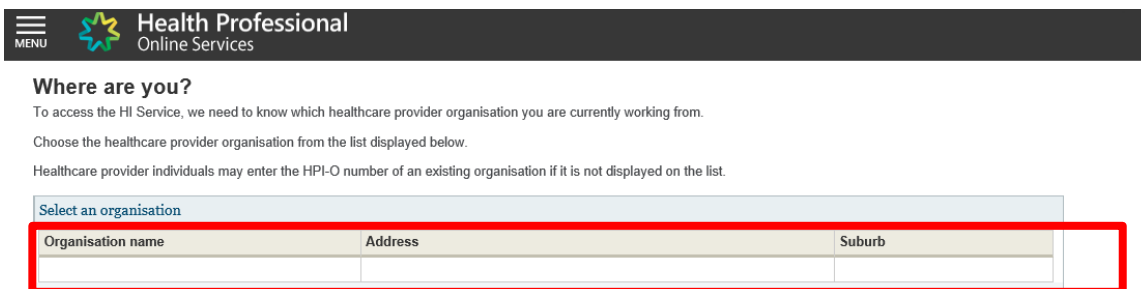 MENU
Health Professional
Online Services
Where are you?
To access the HI Service, we need to know which healthcare provider organisation you are currently working from.
Choose the healthcare provider organisation from the list displayed below.
Healthcare provider individuals may enter the HPI-O number of an existing organisation if it is not displayed on the list.
Select an organisation
Organisation name Address Suburb